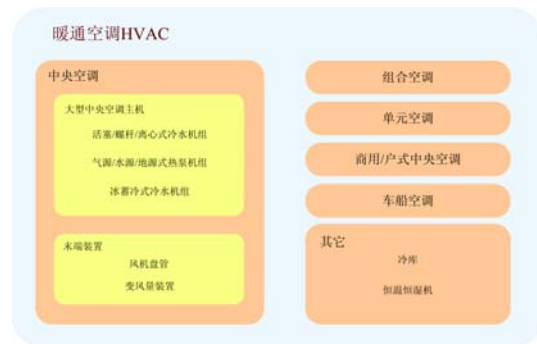 暖通空调HVAC
中央空调
大型中央空调主机
活塞/螺杆/离心式冷水机组
气源/水源/地源式热泵机组
冰蓄冷式冷水机组
末端装置
风机盘管
变风量装置
组合空调
单元空调
商用/户式中央空调
车船空调
其它
冷库
恒温恒湿机